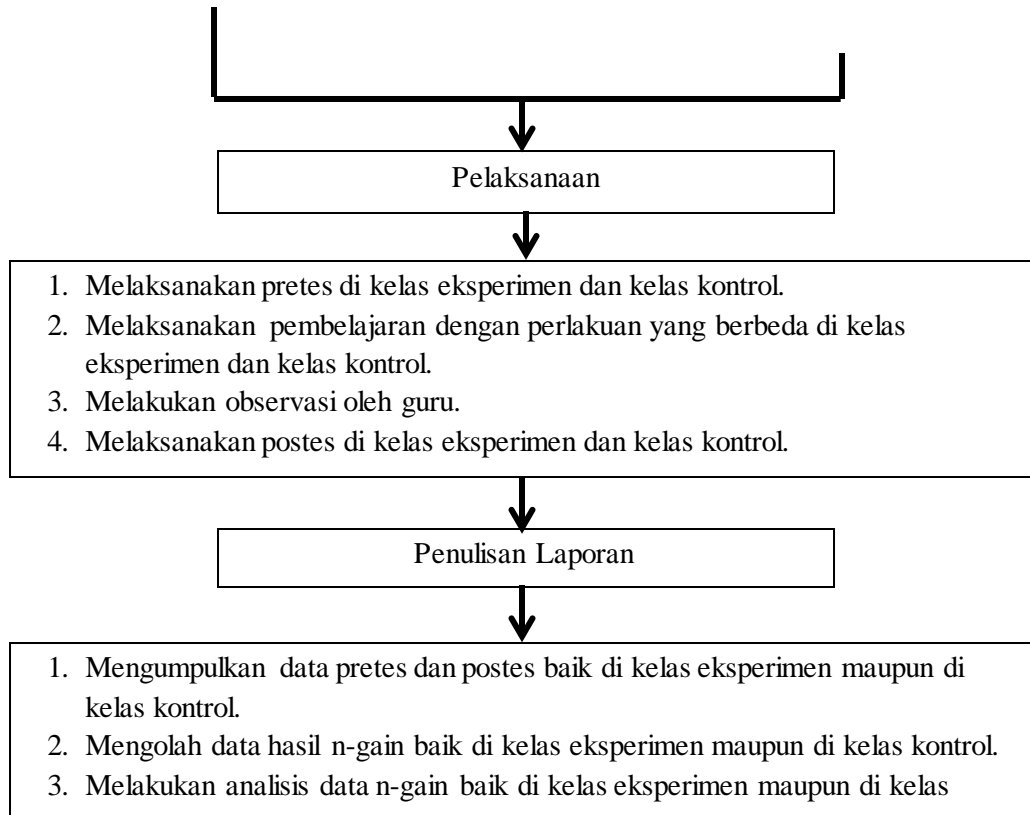 Pelaksanaan
1. Melaksanakan pretes di kelas eksperimen dan kelas kontrol.
2. Melaksanakan pembelajaran dengan perlakuan yang berbeda di kelas
eksperimen dan kelas kontrol.
3. Melakukan observasi oleh guru.
4. Melaksanakan postes di kelas eksperimen dan kelas kontrol.
Penulisan Laporan
1. Mengumpulkan data pretes dan postes baik di kelas eksperimen maupun di
kelas kontrol.
2. Mengolah data hasil n-gain baik di kelas eksperimen maupun di kelas kontrol.
3. Melakukan analisis data n-gain baik di kelas eksperimen maupun di kelas